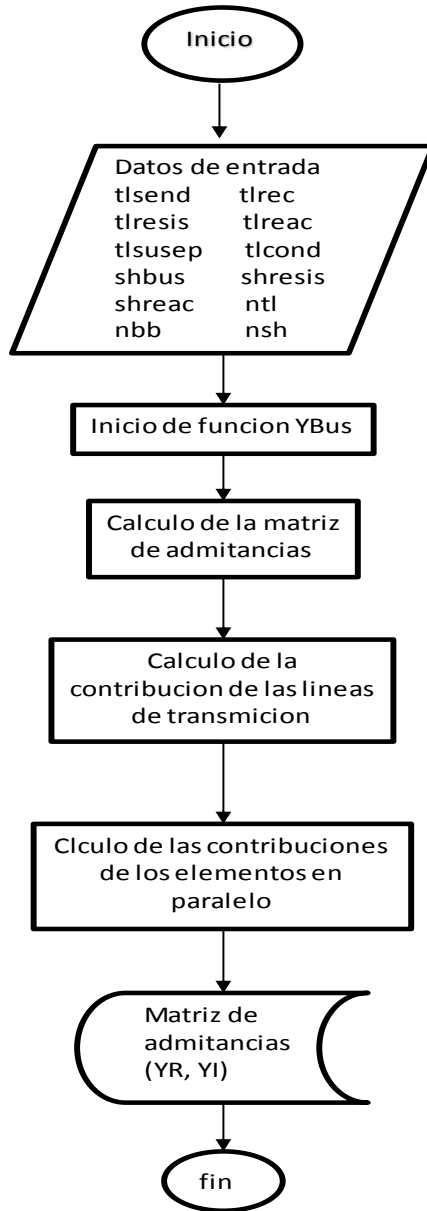 Inicio
Datos de entrada
tlsend tlrec
tlresis tlreac
tlsusep tlcond
shbus shresis
shreac ntl
nbb nsh
Inicio de funcion YBus
Calculo de la matriz
de admitancias
Calculo de la
contribucion de las lineas
de transmicion
Clculo de las contribuciones
de los elementos en
paralelo
Matriz de
admitancias
(YR, YI)
fin